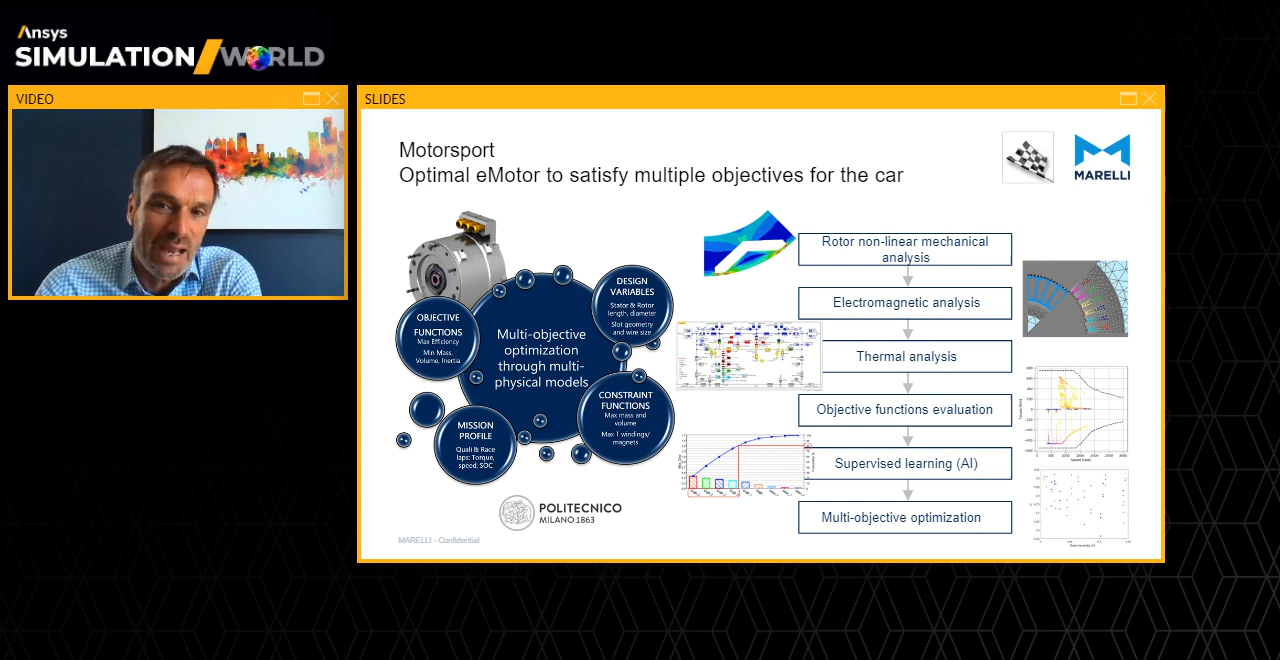 Ansys
SIMULATION/WORLD
VIDEO
SLIDES
Motorsport
Optimal eMotor to satisfy multiple objectives for the car
MARELLI
OBJECTIVE
FUNCTIONS
Max Efficiency
Min Mass,
Volume, Inertia
Multi-objective
optimization
through multi-
physical models
DESIGN
VARIABLES
Stator & Rotor
length, diameter
Slot geometry
and wire size
CONSTRAINT
FUNCTIONS
Max mass and
volume
Max T windings/
magnets
MISSION
PROFILE
Quali & Race
laps: Torque,
speed, SOC
POLITECNICO
MILANO 1863
MARELLI - Confidential
Rotor non-linear mechanical
analysis
Electromagnetic analysis
Thermal analysis
Objective functions evaluation
Supervised learning (AI)
Multi-objective optimization